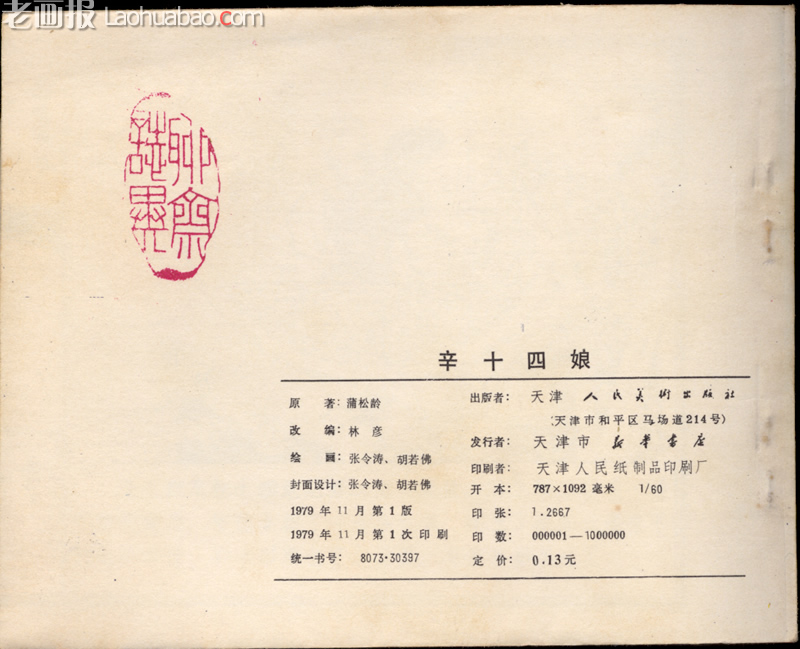 老画报 Laohuabao.com
聊齋
誌異
辛十四娘
原 著：蒲松龄
改 编：林 彦
绘 画：张令涛、胡若佛
封面设计：张令涛、胡若佛
1979 年 11 月 第 1 版
1979 年 11 月 第 1 次 印 刷
统一书号： 8073·30397
出版者： 天津 人民美術出版社
（天津市和平区马场道214号）
发行者： 天津市 新华書店
印刷者： 天津人民纸制品印刷厂
开 本： 787×1092 毫米 1/60
印 张： 1.2667
印 数： 000001—1000000
定 价： 0.13元